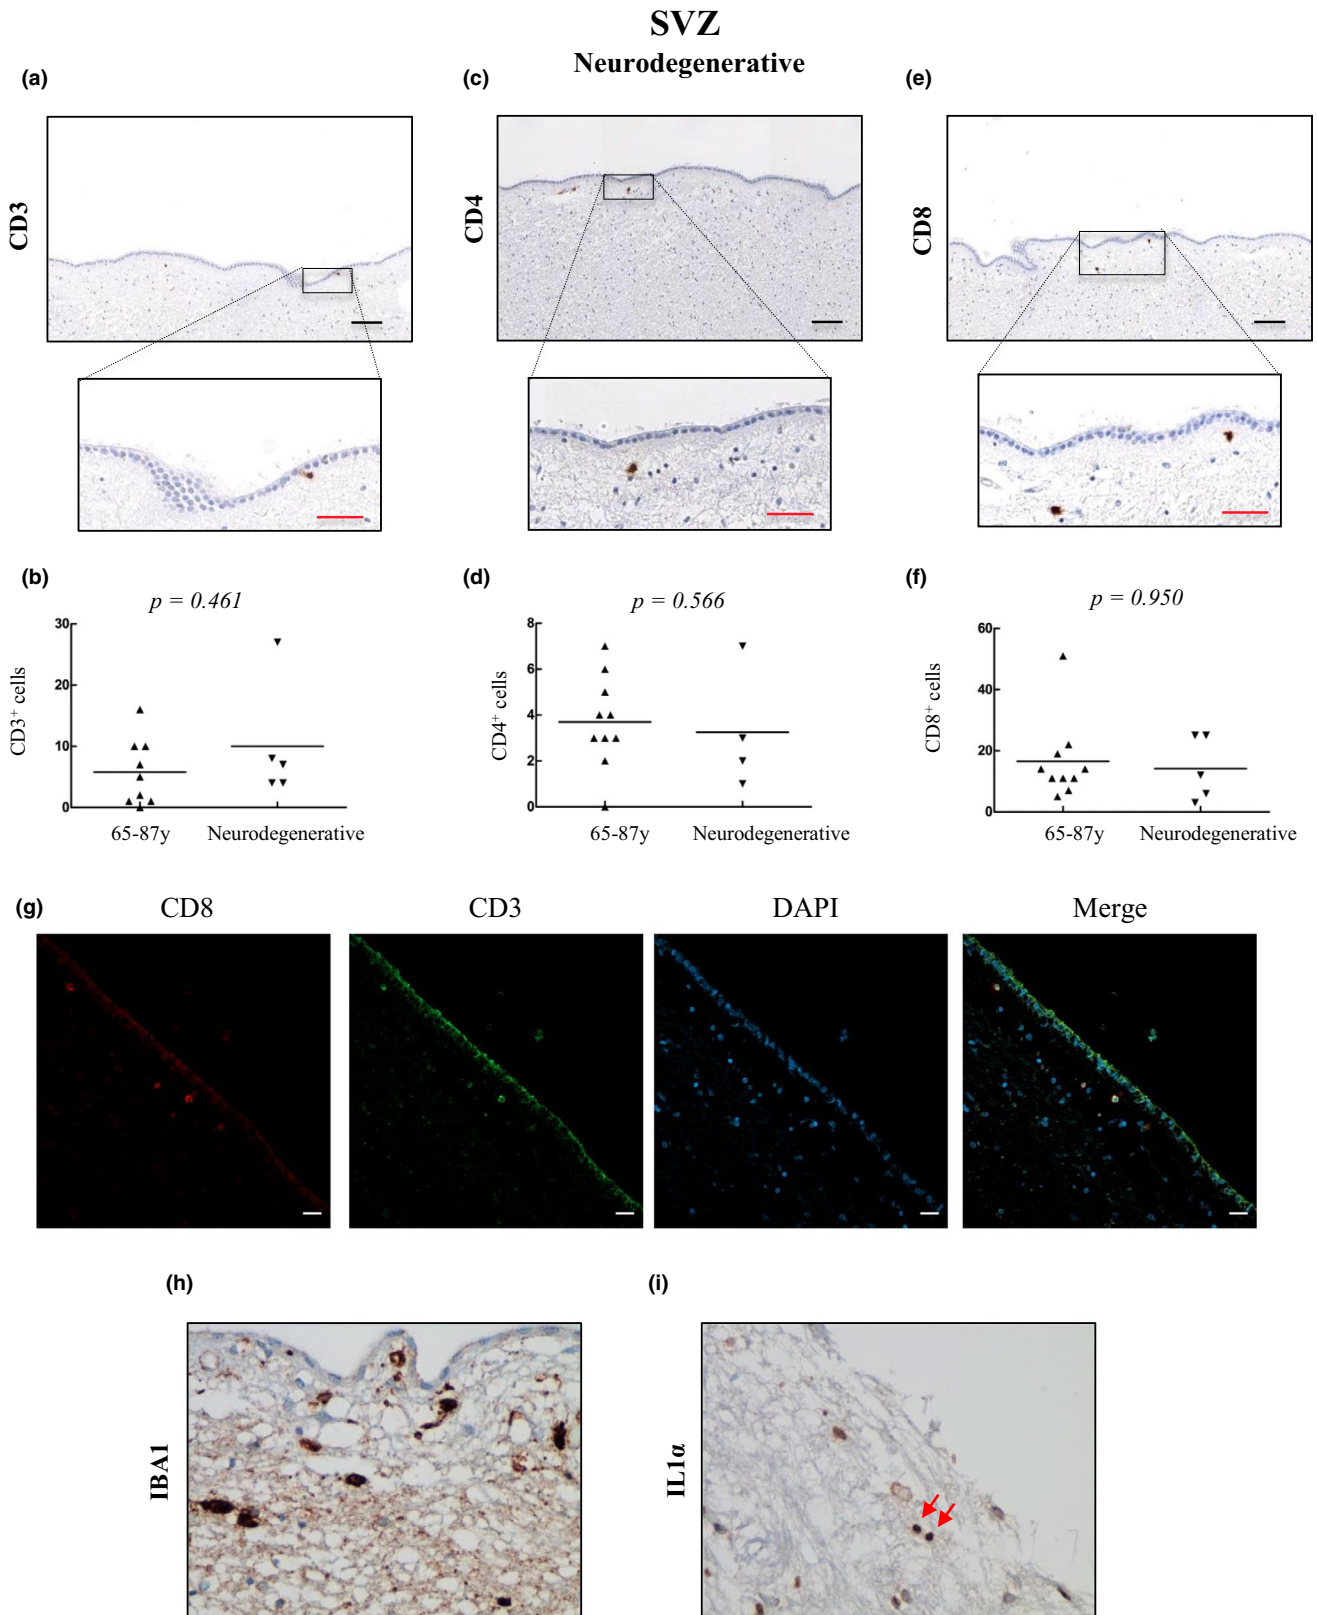 SVZ
Neurodegenerative
(a)
(c)
(e)
CD3
CD4
CD8
(b)
(d)
(f)
p = 0.461
p = 0.566
p = 0.950
CD3+ cells
30
20
10
0
65-87y
Neurodegenerative
CD4+ cells
8
6
4
2
0
65-87y
Neurodegenerative
CD8+ cells
60
40
20
0
65-87y
Neurodegenerative
(g)
CD8
CD3
DAPI
Merge
(h)
(i)
IBA1
IL1α